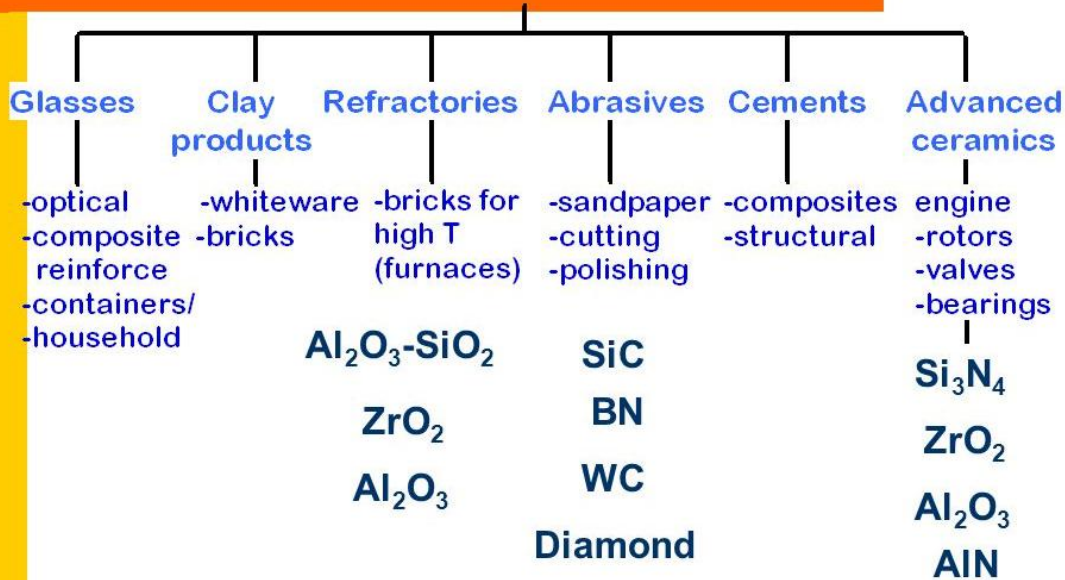 Glasses
Clay
products
Refractories
Abrasives
Cements
Advanced
ceramics
-optical
-composite
reinforce
-containers/
-household
-whiteware
-bricks
-bricks for
high T
(furnaces)
-sandpaper
-cutting
-polishing
-composites
-structural
engine
-rotors
-valves
-bearings
Al₂O₃-SiO₂
ZrO₂
Al₂O₃
SiC
BN
WC
Diamond
Si₃N₄
ZrO₂
Al₂O₃
AlN